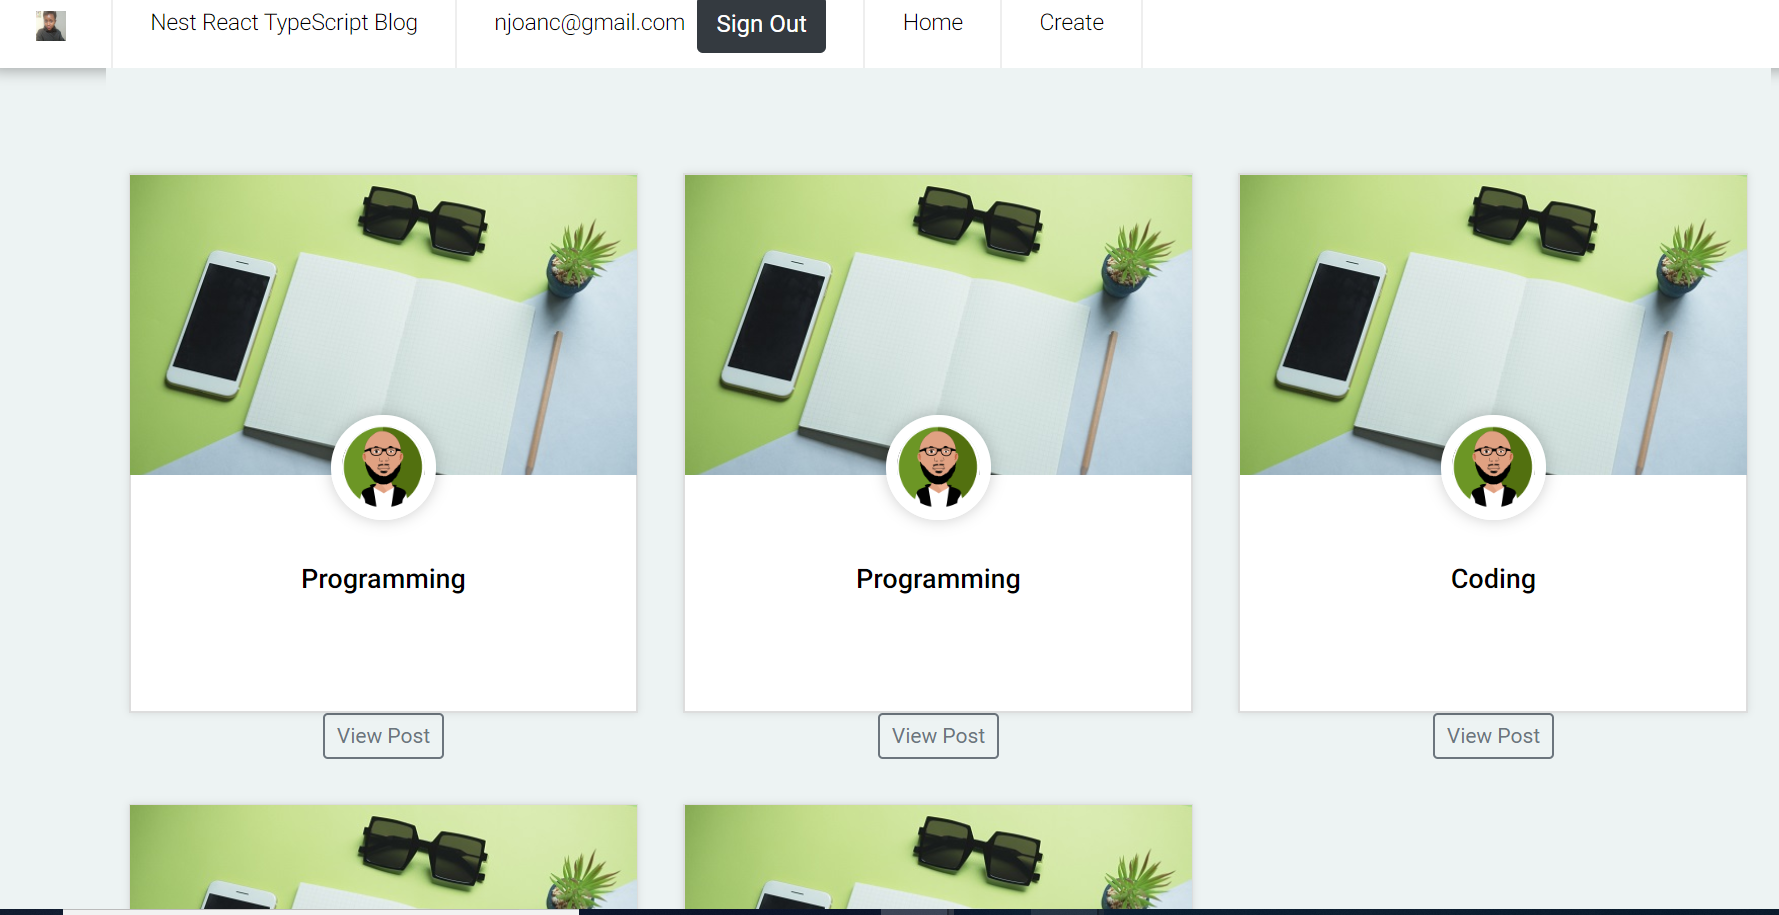 Nest React TypeScript Blog
njoanc@gmail.com
Sign Out
Home
Create
Programming
Programming
Coding
View Post
View Post
View Post